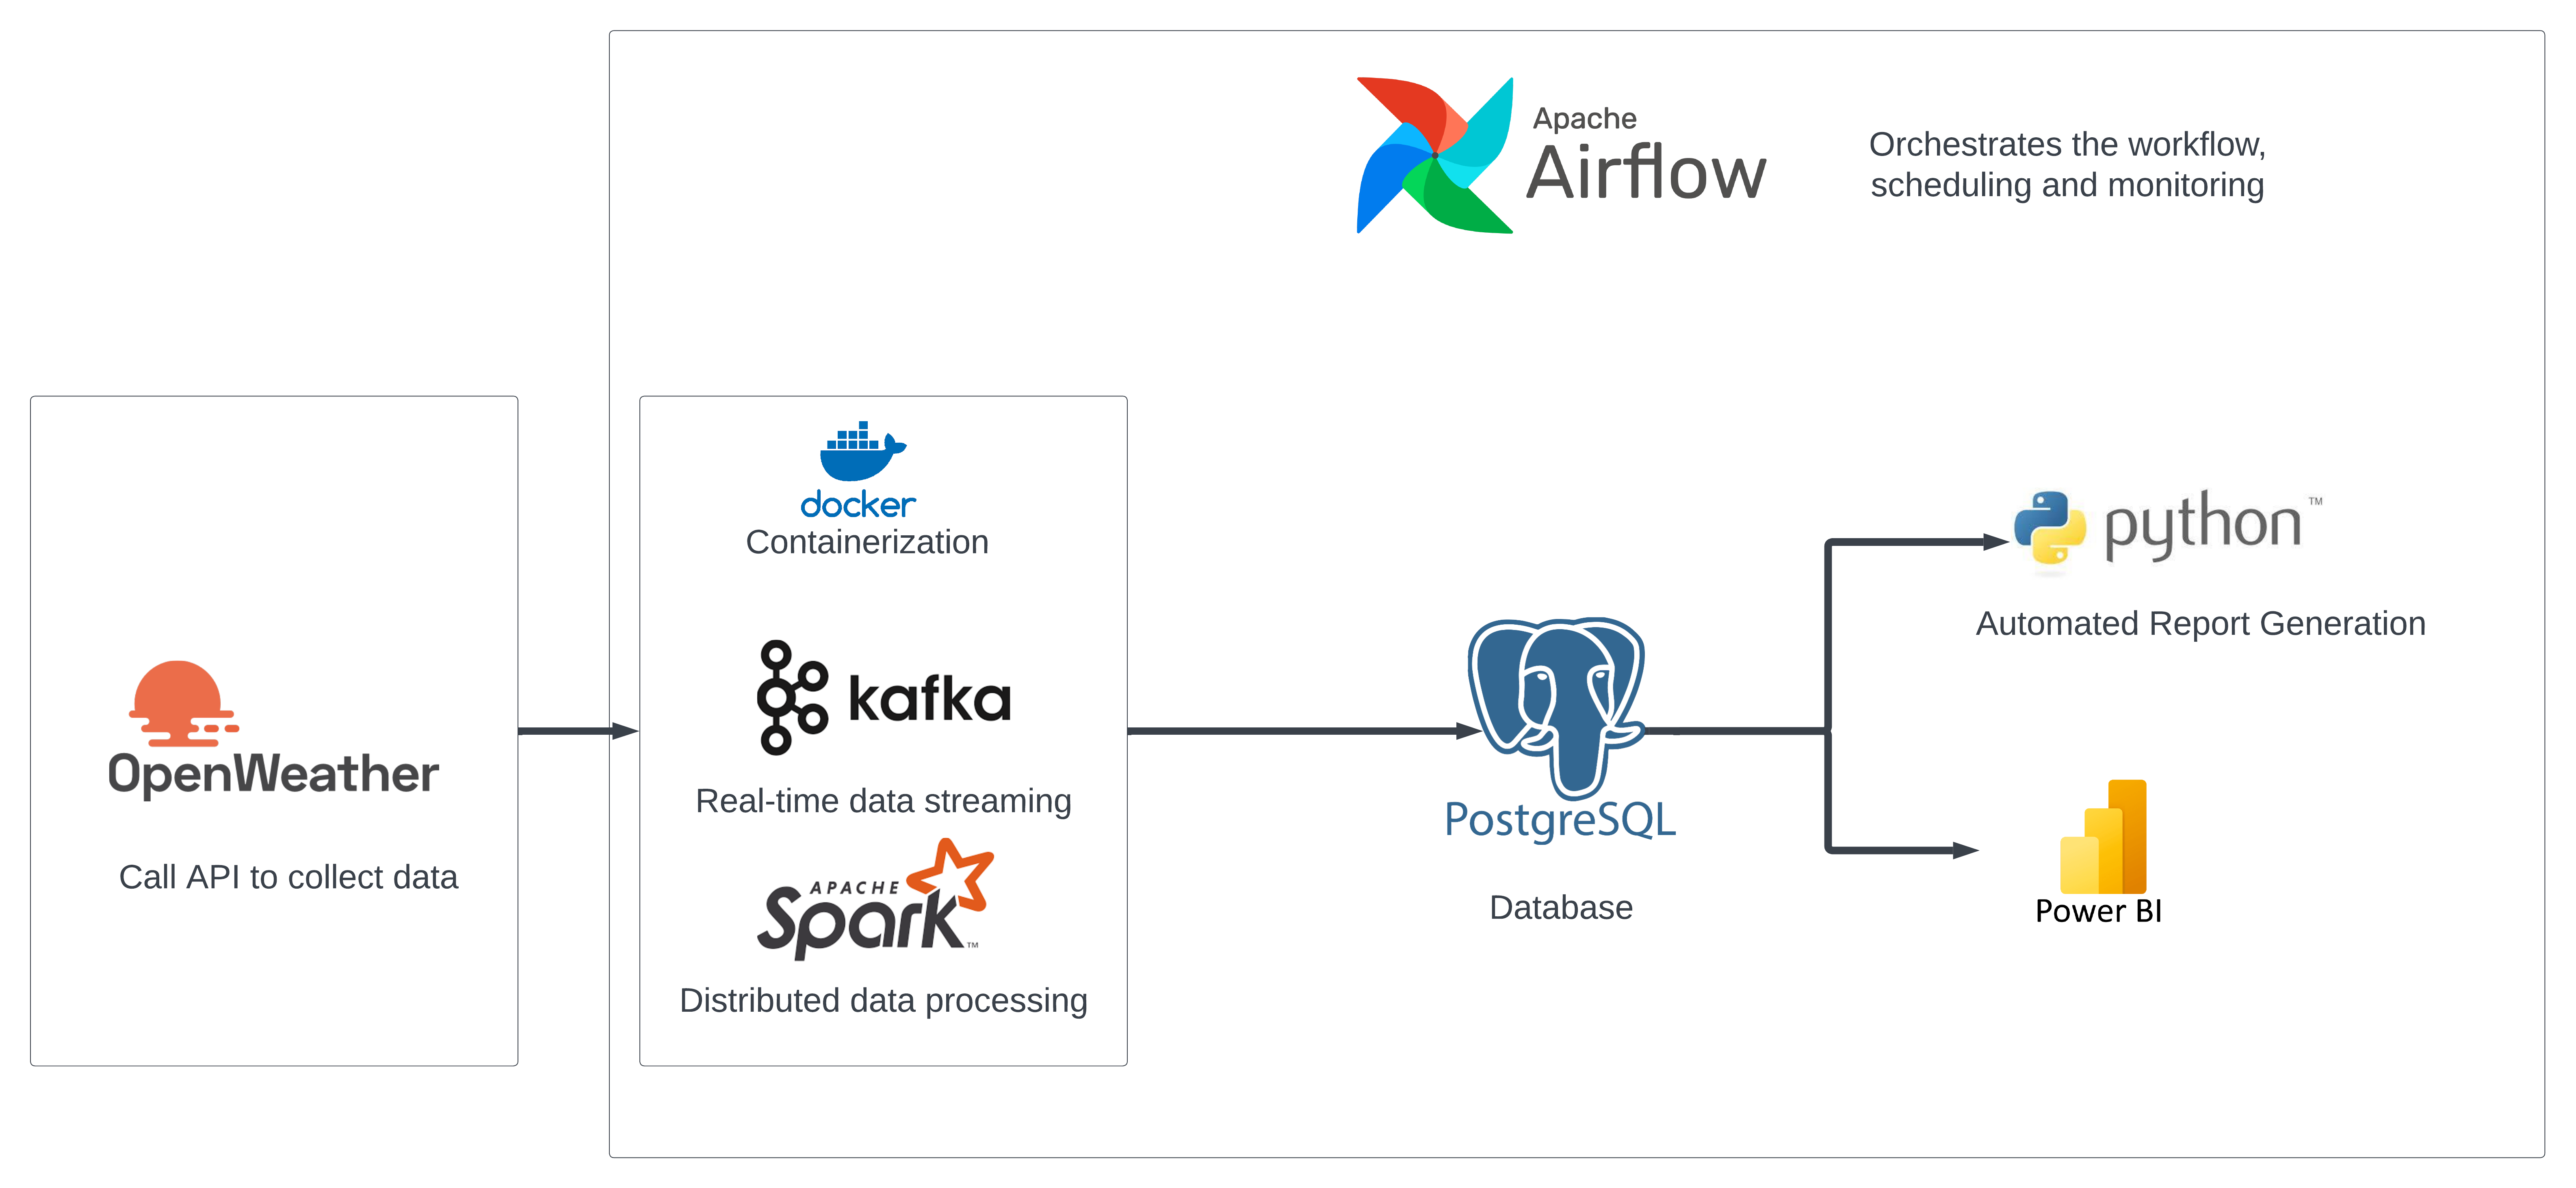 Apache
Airflow
Orchestrates the workflow,
scheduling and monitoring
docker
Containerization
kafka
Real-time data streaming
APACHE
Spark™
Distributed data processing
OpenWeather
Call API to collect data
PostgreSQL
Database
python™
Automated Report Generation
Power BI